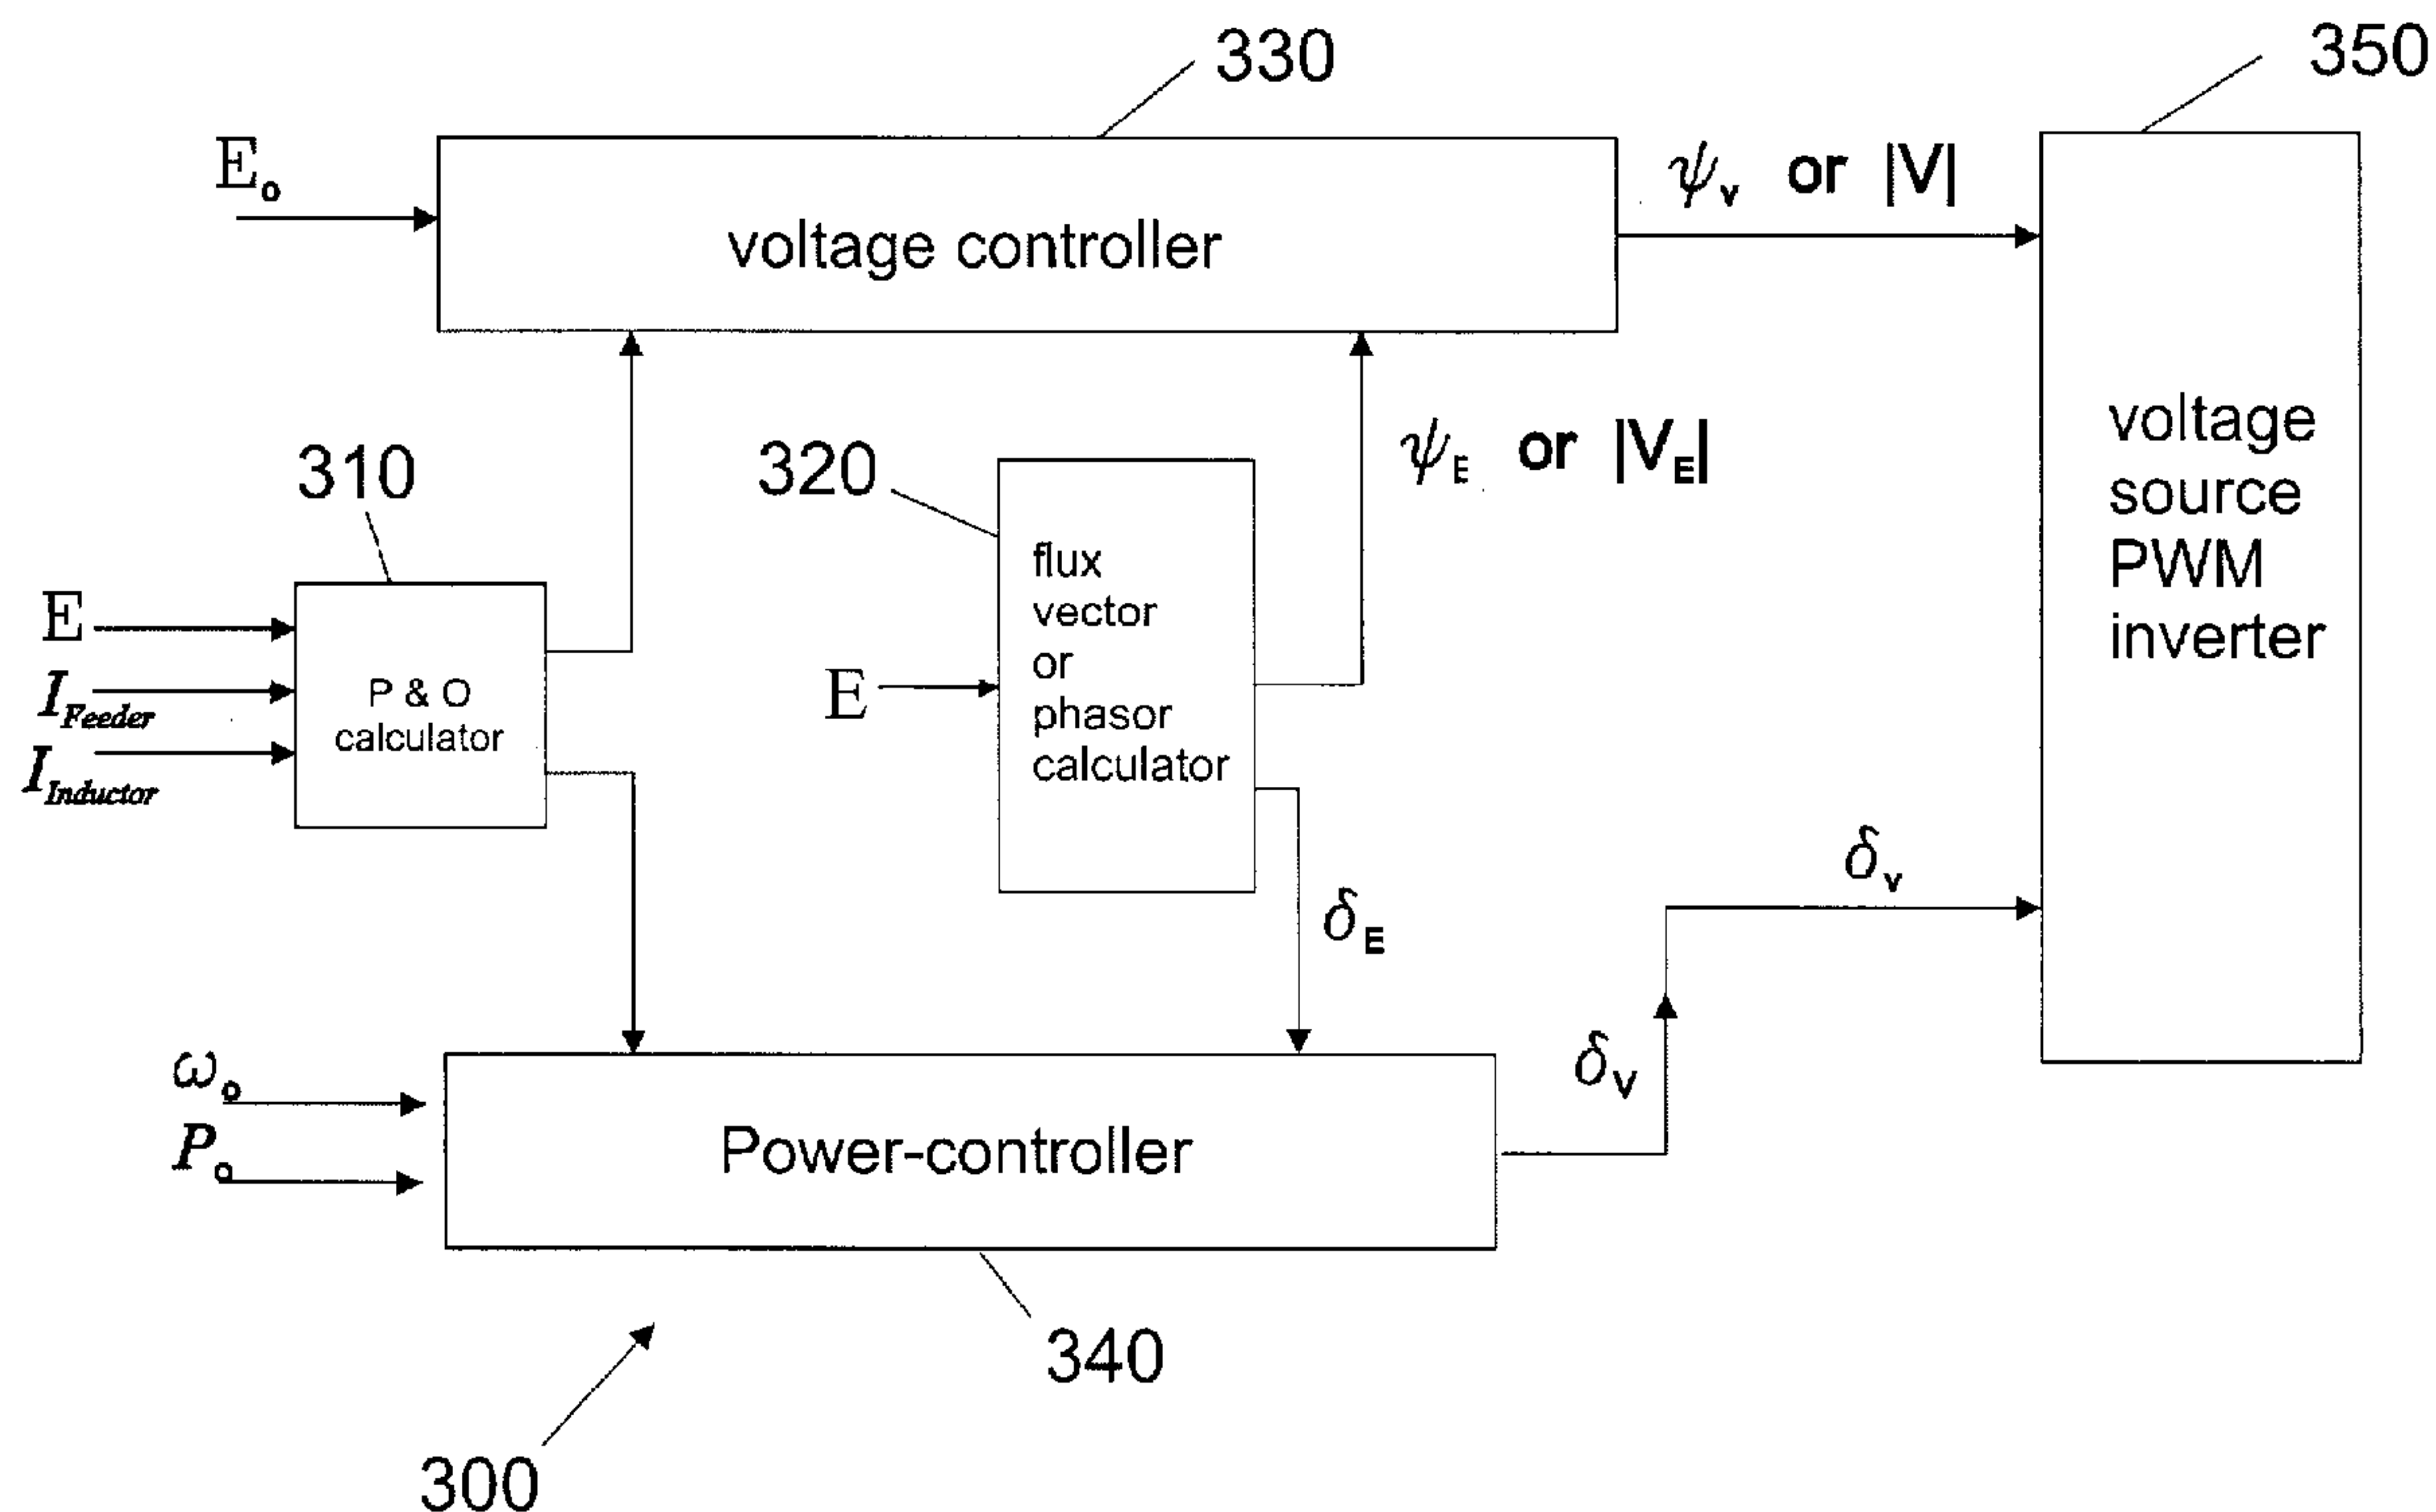 330
350
E₀
voltage controller
ψᵥ or |V|
310
320
ψ_E or |V_E|
voltage
source
PWM
inverter
E
I_Feeder
I_Inductor
P & O
calculator
E
flux
vector
or
phasor
calculator
δ_E
δᵥ
δ_V
ω₀
P₀
Power-controller
340
300